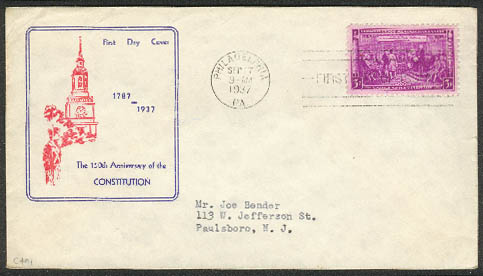 First Day Cover
1787
–
1937
The 150th Anniversary of the
CONSTITUTION
PHILADELPHIA
SEP 17
9-AM
1937
PA.
FIRST
3¢
3¢
Mr. Joe Bender
113 W. Jefferson St.
Paulsboro, N. J.